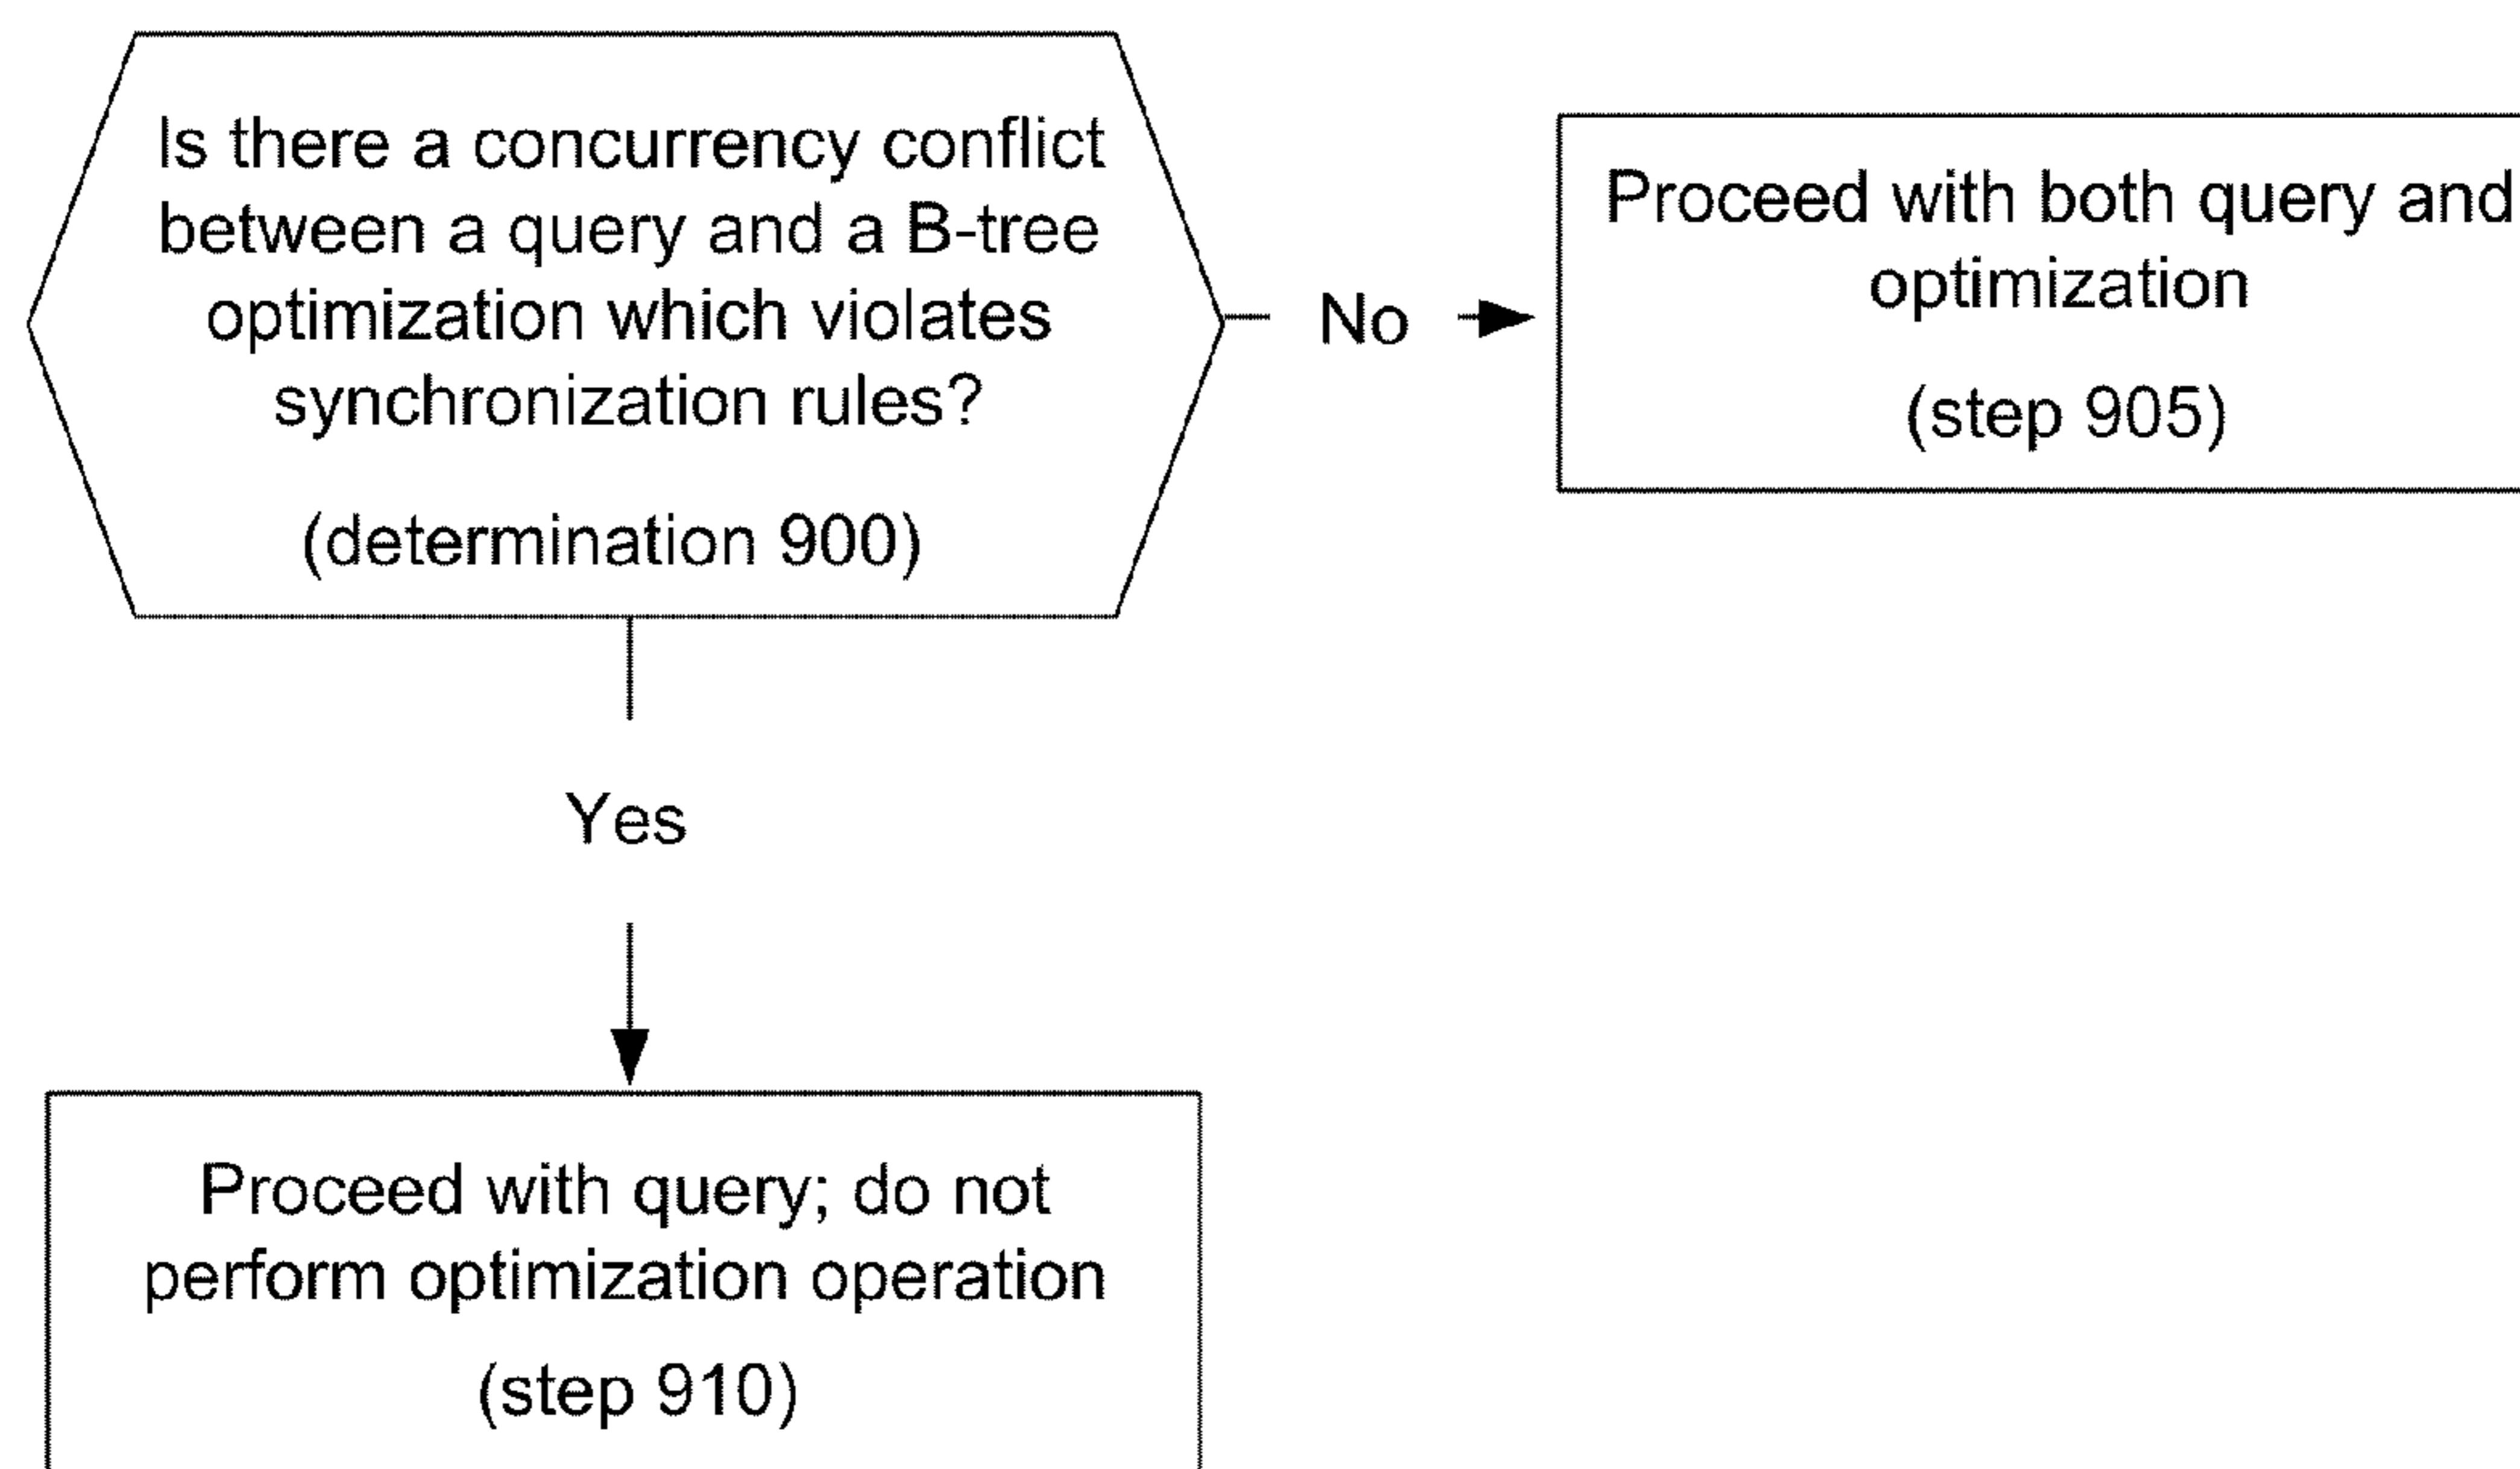 Is there a concurrency conflict
between a query and a B-tree
optimization which violates
synchronization rules?
(determination 900)
No
Proceed with both query and
optimization
(step 905)
Yes
Proceed with query; do not
perform optimization operation
(step 910)